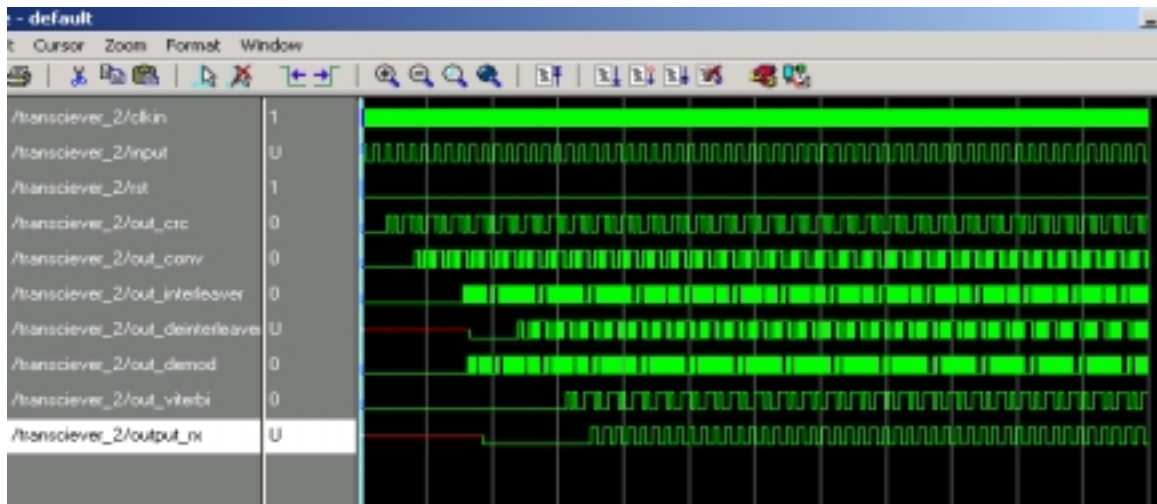 - default
Cursor Zoom Format Window
/transciever_2/clkin 1
/transciever_2/input U
/transciever_2/rst 1
/transciever_2/out_crc 0
/transciever_2/out_conv 0
/transciever_2/out_interleaver 0
/transciever_2/out_deinterleaver U
/transciever_2/out_demod 0
/transciever_2/out_viterbi 0
/transciever_2/output_rx U